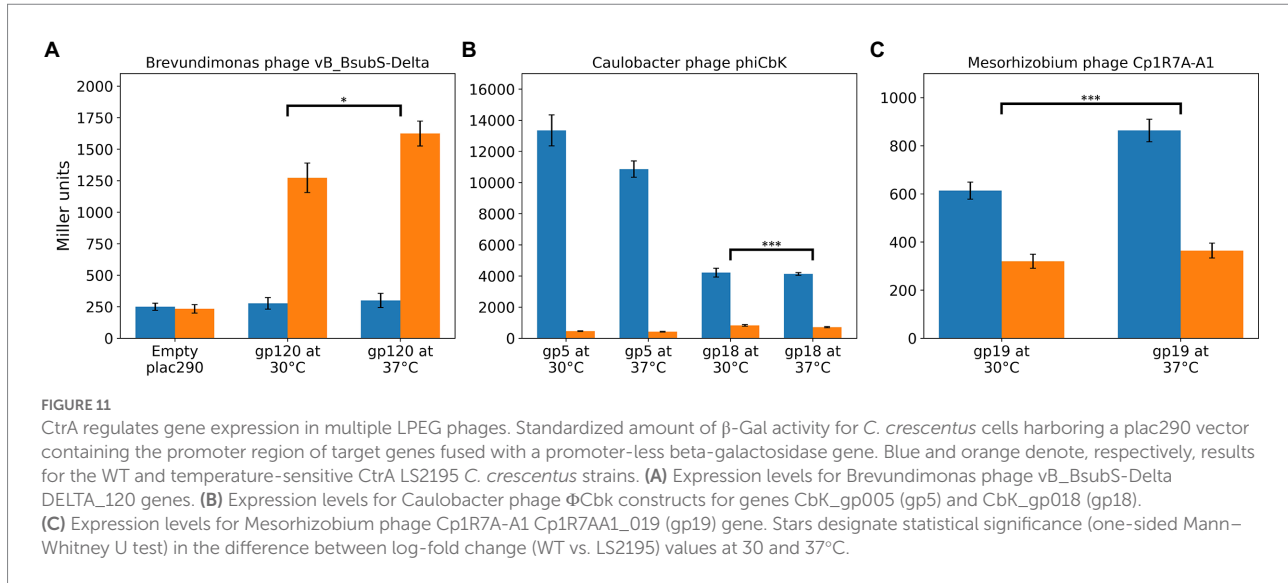 A
Brevundimonas phage vB_BsubS-Delta
2000
1750
1500
1250
1000
750
500
250
0
Miller units
*
Empty
plac290
gp120 at
30°C
gp120 at
37°C
B
Caulobacter phage phiCbK
16000
14000
12000
10000
8000
6000
4000
2000
0
***
gp5 at
30°C
gp5 at
37°C
gp18 at
30°C
gp18 at
37°C
C
Mesorhizobium phage Cp1R7A-A1
1000
800
600
400
200
0
***
gp19 at
30°C
gp19 at
37°C
FIGURE 11
CtrA regulates gene expression in multiple LPEG phages. Standardized amount of β-Gal activity for C. crescentus cells harboring a plac290 vector
containing the promoter region of target genes fused with a promoter-less beta-galactosidase gene. Blue and orange denote, respectively, results
for the WT and temperature-sensitive CtrA LS2195 C. crescentus strains. (A) Expression levels for Brevundimonas phage vB_BsubS-Delta
DELTA_120 genes. (B) Expression levels for Caulobacter phage ΦCbk constructs for genes CbK_gp005 (gp5) and CbK_gp018 (gp18).
(C) Expression levels for Mesorhizobium phage Cp1R7A-A1 Cp1R7AA1_019 (gp19) gene. Stars designate statistical significance (one-sided Mann–
Whitney U test) in the difference between log-fold change (WT vs. LS2195) values at 30 and 37°C.